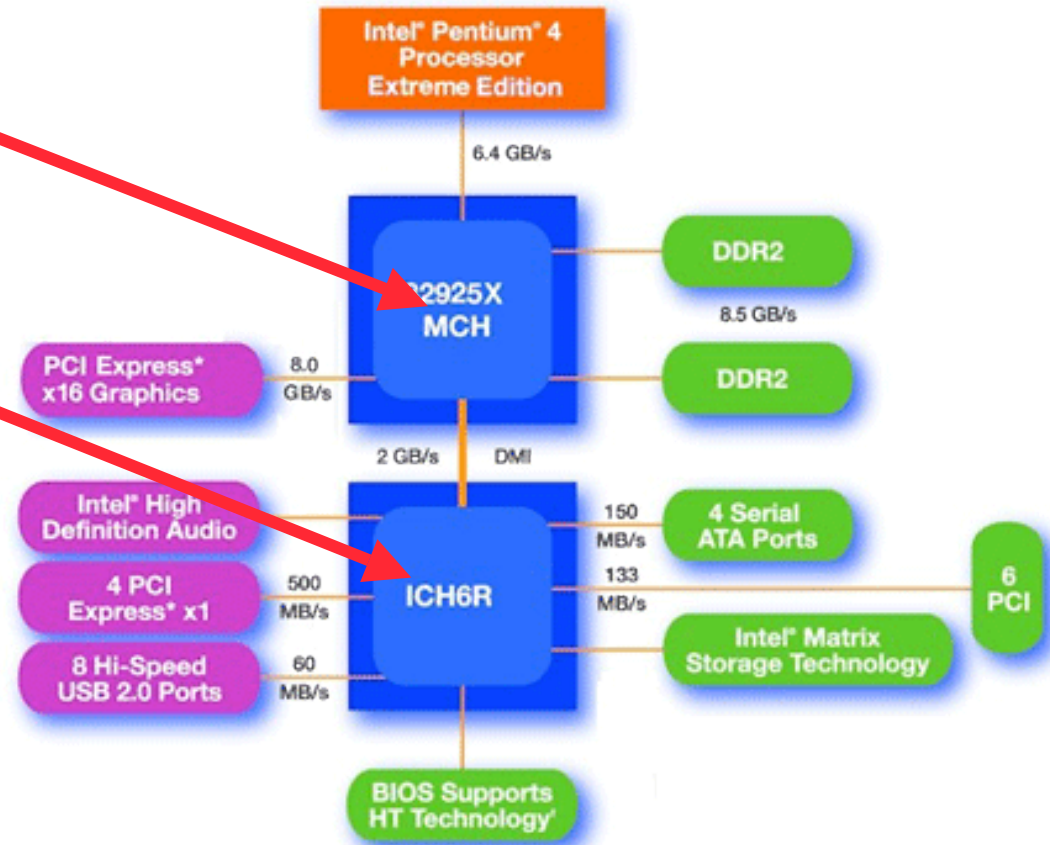 Intel® Pentium® 4
Processor
Extreme Edition
6.4 GB/s
82925X
MCH
DDR2
8.5 GB/s
DDR2
PCI Express*
x16 Graphics
8.0
GB/s
2 GB/s
DMI
Intel® High
Definition Audio
4 PCI
Express* x1
500
MB/s
8 Hi-Speed
USB 2.0 Ports
60
MB/s
ICH6R
150
MB/s
4 Serial
ATA Ports
133
MB/s
6
PCI
Intel® Matrix
Storage Technology
BIOS Supports
HT Technology¹